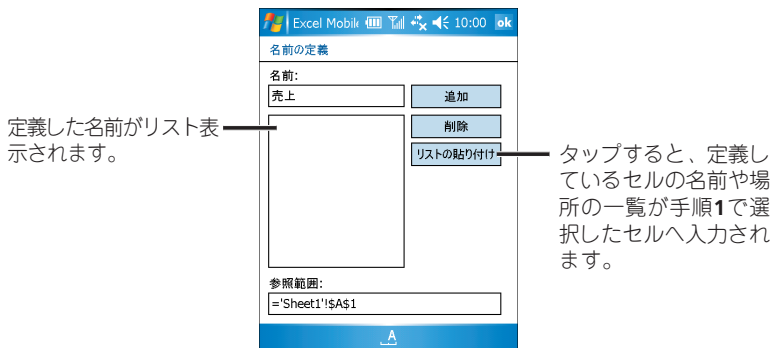 Excel Mobile 10:00 ok
名前の定義
名前:
売上
追加
削除
リストの貼り付け
参照範囲:
='Sheet1'!$A$1
A
定義した名前がリスト表
示されます。
タップすると、定義し
ているセルの名前や場
所の一覧が手順1で選
択したセルへ入力され
ます。